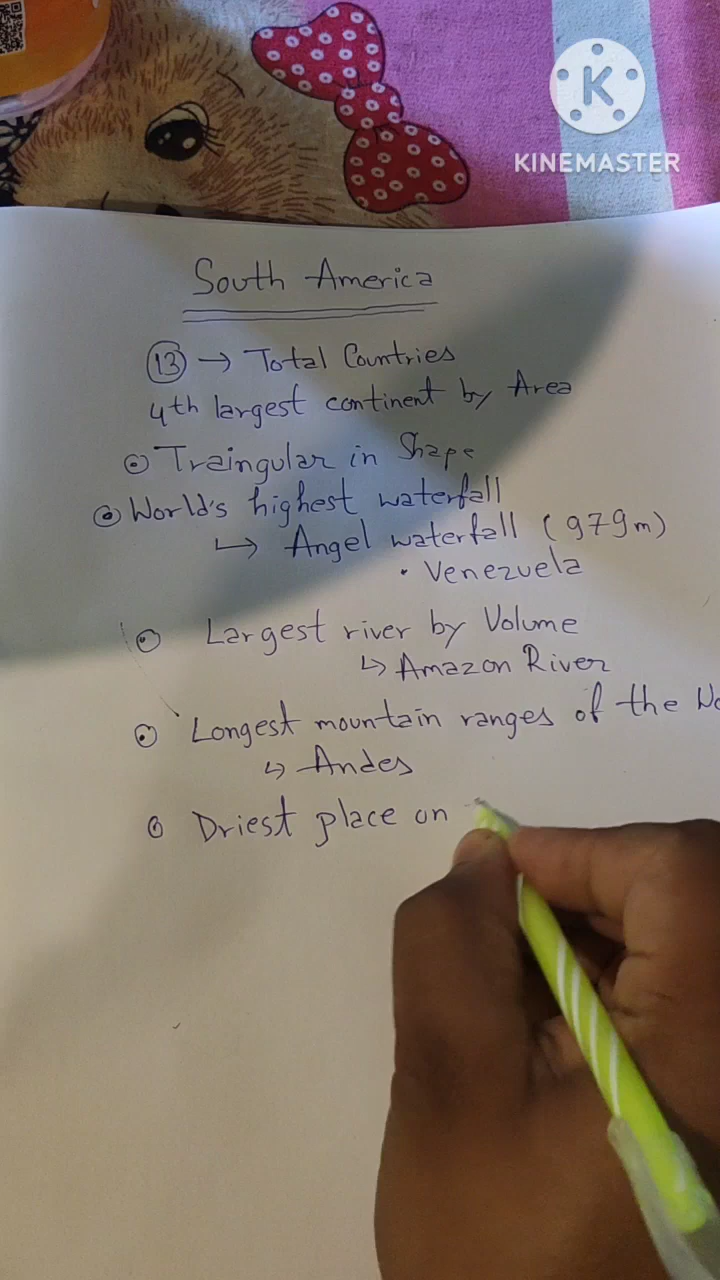 KINEMASTER
South America
13 → Total Countries
4th largest continent by Area
Traingular in Shape
World's highest waterfall
↳ Angel waterfall (979m)
• Venezuela
Largest river by Volume
↳ Amazon River
Longest mountain ranges of the
↳ Andes
Driest place on